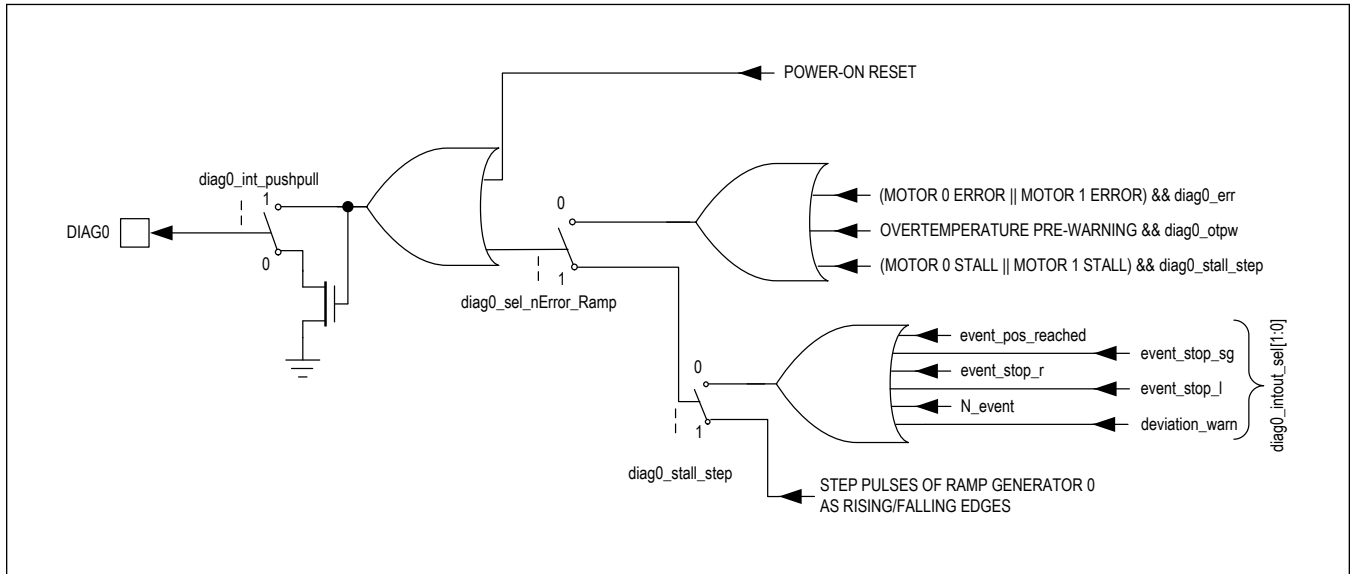 POWER-ON RESET
diag0_int_pushpull
1
DIAG0
0
0
1
diag0_sel_nError_Ramp
(MOTOR 0 ERROR || MOTOR 1 ERROR) && diag0_err
OVERTEMPERATURE PRE-WARNING && diag0_otpw
(MOTOR 0 STALL || MOTOR 1 STALL) && diag0_stall_step
event_pos_reached
event_stop_sg
event_stop_r
event_stop_l
N_event
deviation_warn
diag0_intout_sel[1:0]
0
1
diag0_stall_step
STEP PULSES OF RAMP GENERATOR 0
AS RISING/FALLING EDGES